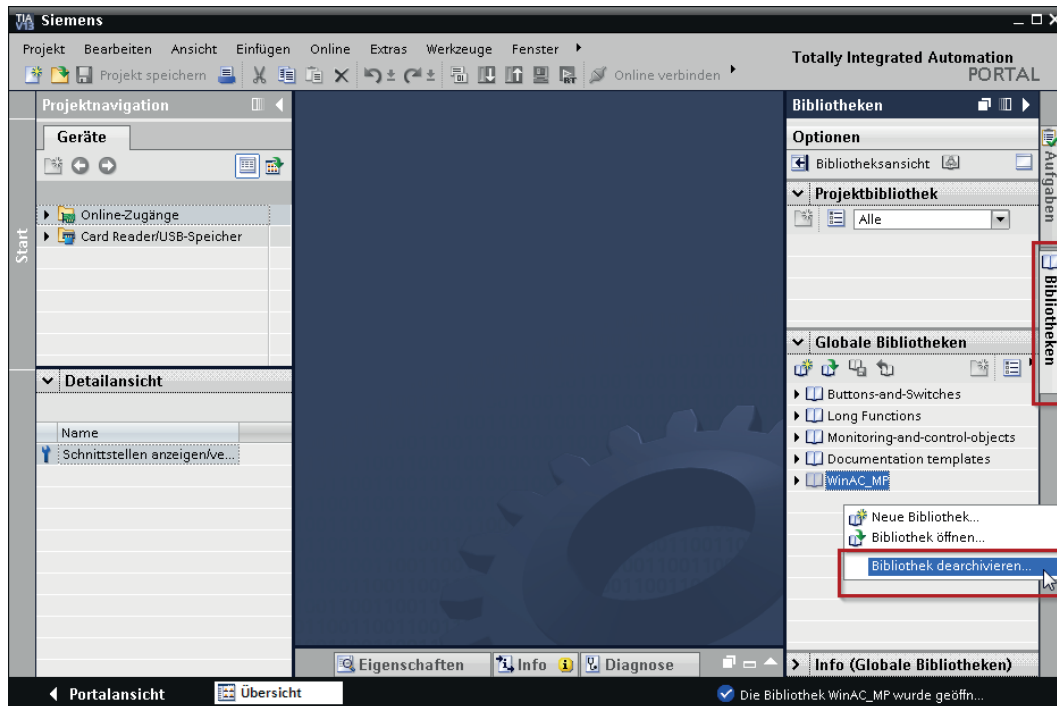 TIA V13 Siemens
Projekt Bearbeiten Ansicht Einfügen Online Extras Werkzeuge Fenster
Projekt speichern RT Online verbinden
Totally Integrated Automation
PORTAL
Projektnavigation
Geräte
Online-Zugänge
Card Reader/USB-Speicher
Start
Detailansicht
Name
Schnittstellen anzeigen/ve...
Bibliotheken
Optionen
Bibliotheksansicht
Projektbibliothek
Alle
Globale Bibliotheken
Buttons-and-Switches
Long Functions
Monitoring-and-control-objects
Documentation templates
WinAC_MP
Neue Bibliothek...
Bibliothek öffnen...
Bibliothek dearchivieren...
Info (Globale Bibliotheken)
Aufgaben
Bibliotheken
Eigenschaften Info Diagnose
Portalansicht Übersicht
Die Bibliothek WinAC_MP wurde geöffn...